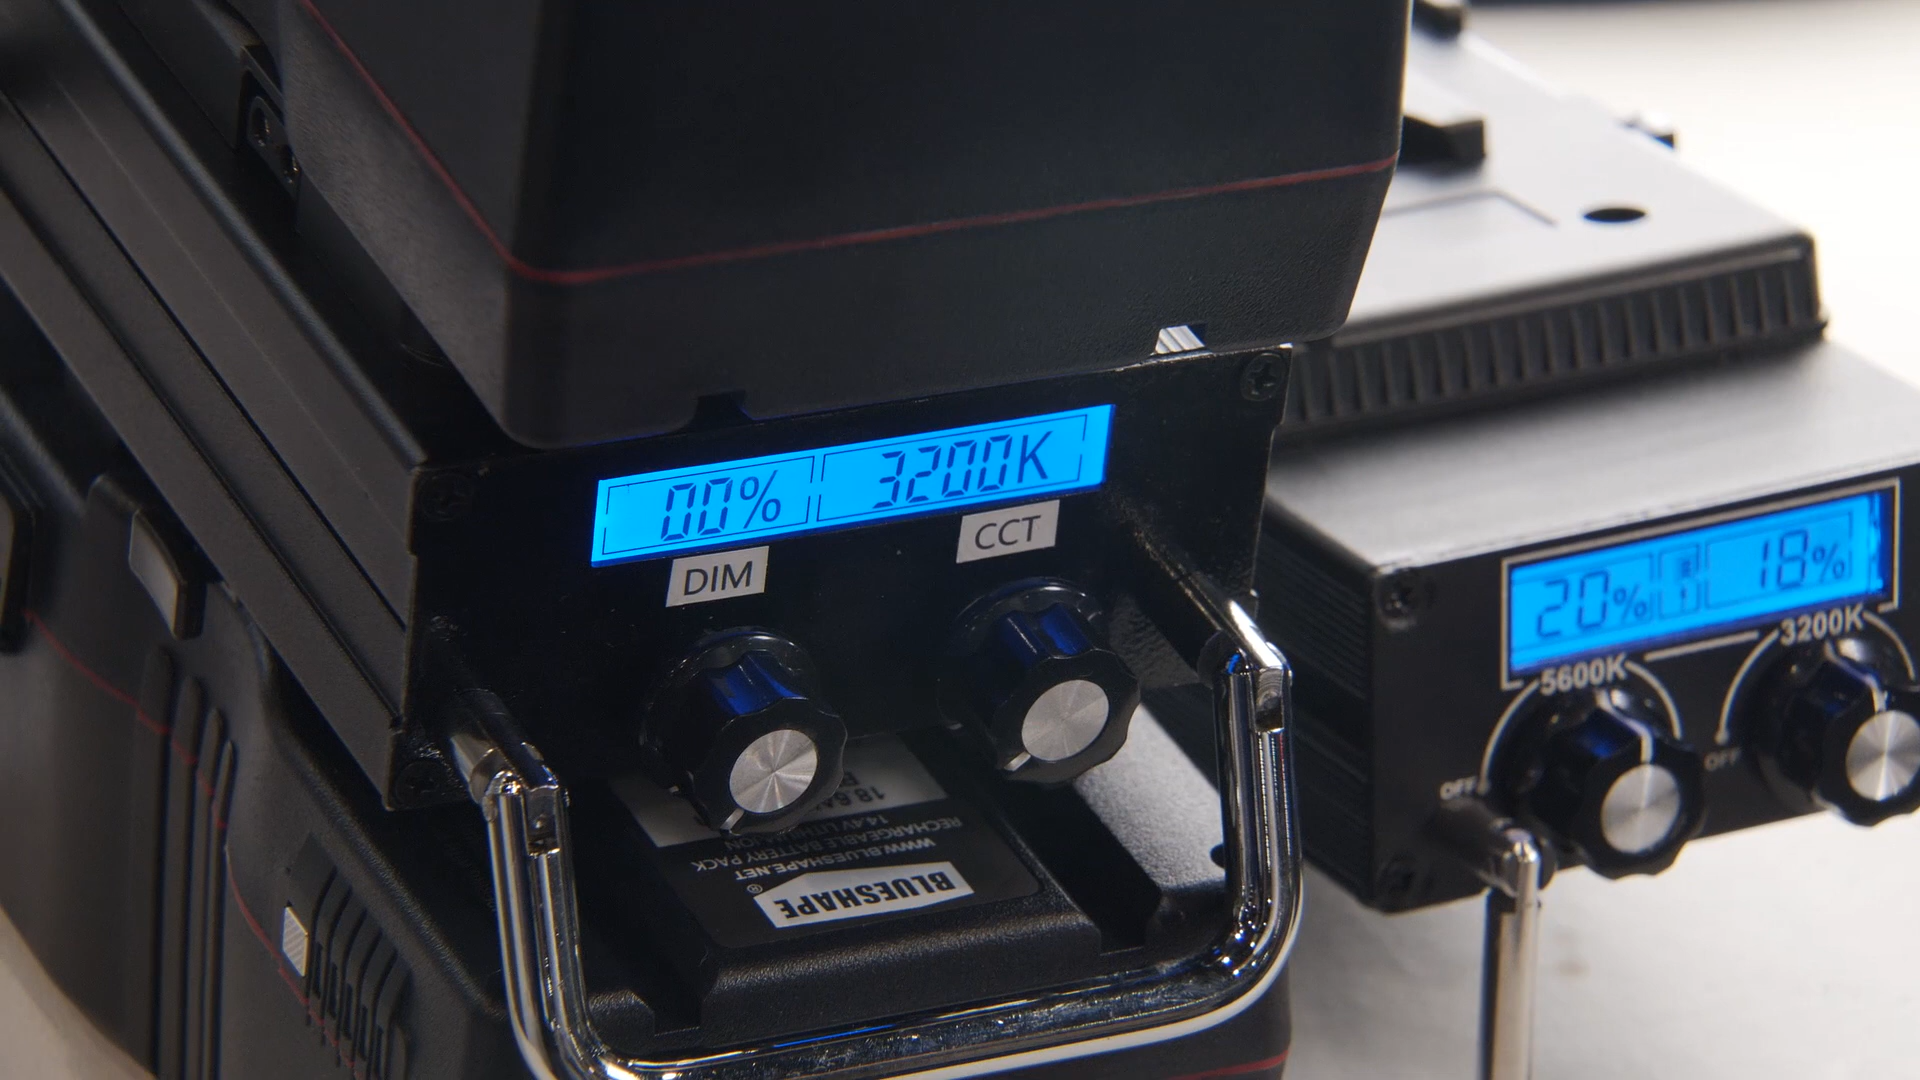 00% 3200K
DIM
CCT
20% 18%
5600K
3200K
OFF
OFF
BLUESHAPE®
WWW.BLUESHAPE.NET
RECHARGEABLE BATTERY PACK
14.4V LITHIUM ION